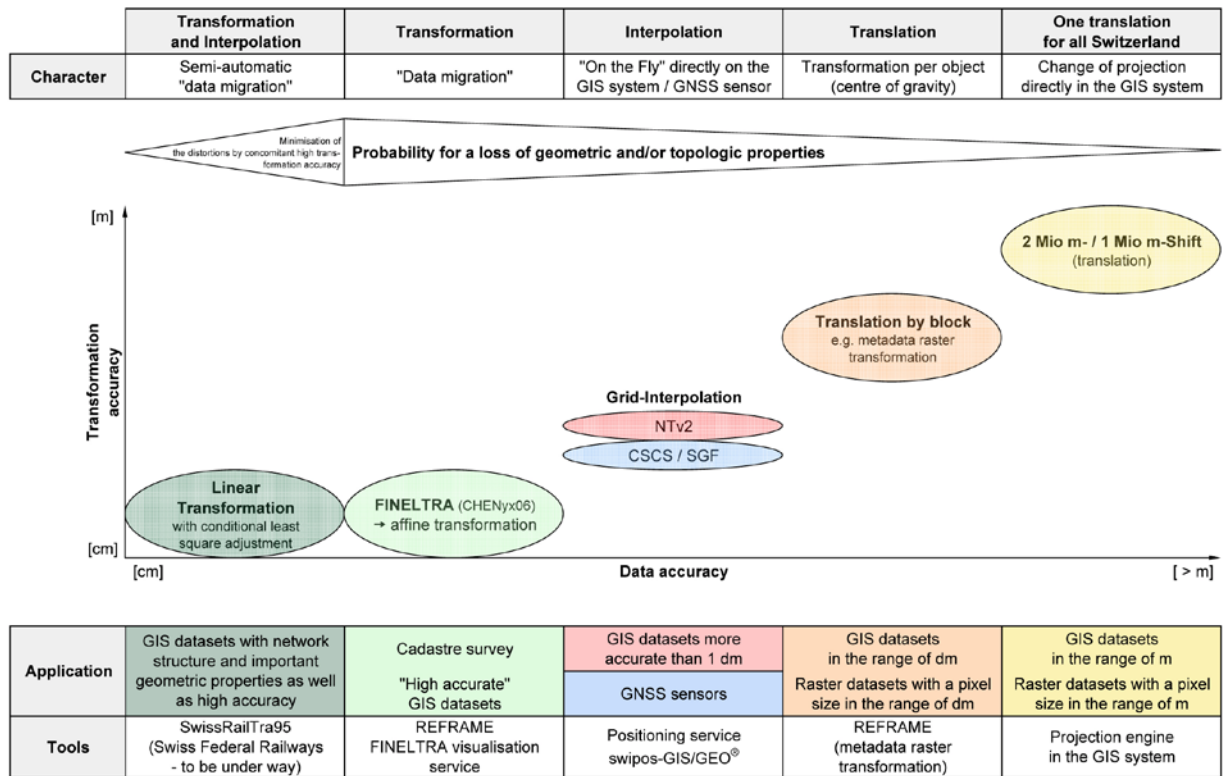 Transformation
and Interpolation
Transformation
Interpolation
Translation
One translation
for all Switzerland
Character
Semi-automatic
"data migration"
"Data migration"
"On the Fly" directly on the
GIS system / GNSS sensor
Transformation per object
(centre of gravity)
Change of projection
directly in the GIS system
Minimisation of
the distortions by concomitant high trans-
formation accuracy
Probability for a loss of geometric and/or topologic properties
[m]
Transformation
accuracy
[cm]
2 Mio m- / 1 Mio m-Shift
(translation)
Translation by block
e.g. metadata raster
transformation
Grid-Interpolation
NTv2
CSCS / SGF
Linear
Transformation
with conditional least
square adjustment
FINELTRA (CHENyx06)
→ affine transformation
[cm]
Data accuracy
[ > m]
Application
GIS datasets with network
structure and important
geometric properties as well
as high accuracy
Cadastre survey
"High accurate"
GIS datasets
GIS datasets more
accurate than 1 dm
GNSS sensors
GIS datasets
in the range of dm
Raster datasets with a pixel
size in the range of dm
GIS datasets
in the range of m
Raster datasets with a pixel
size in the range of m
Tools
SwissRailTra95
(Swiss Federal Railways
- to be under way)
REFRAME
FINELTRA visualisation
service
Positioning service
swipos-GIS/GEO®
REFRAME
(metadata raster
transformation)
Projection engine
in the GIS system